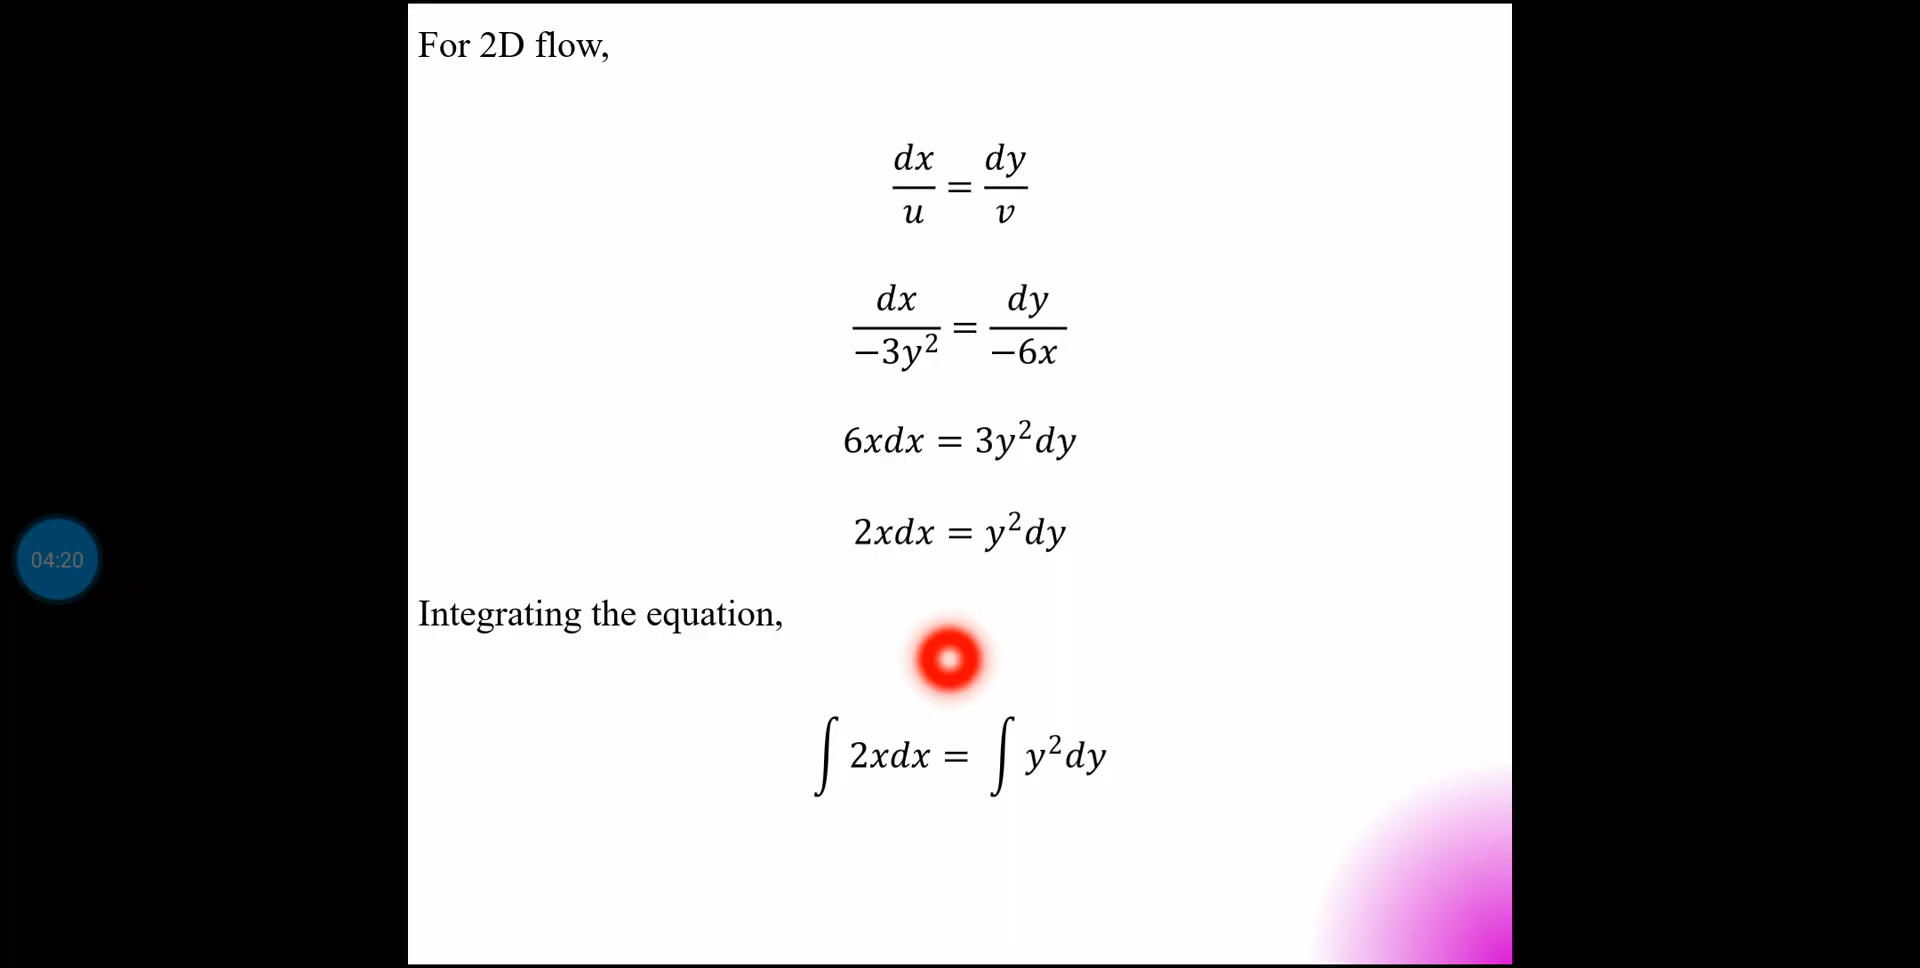 For 2D flow,
dx/u = dy/v
dx/−3y² = dy/−6x
6xdx = 3y²dy
2xdx = y²dy
04:20
Integrating the equation,
∫ 2xdx = ∫ y²dy